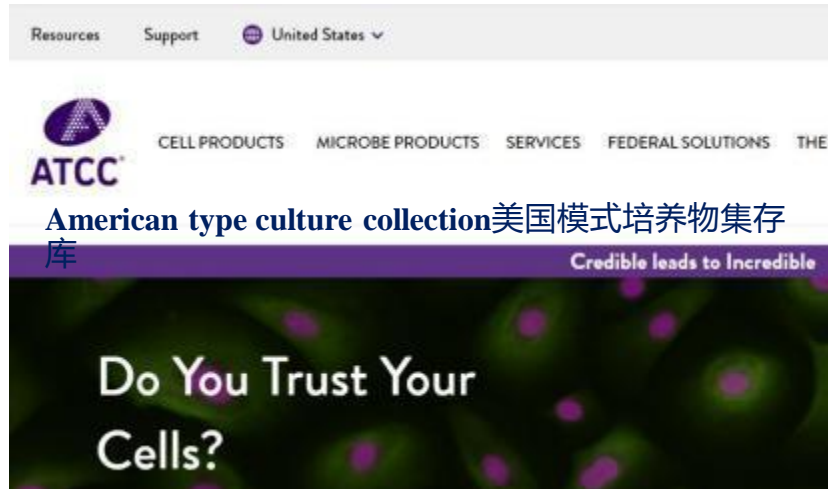 Resources Support United States
ATCC
CELL PRODUCTS MICROBE PRODUCTS SERVICES FEDERAL SOLUTIONS THE
American type culture collection美国模式培养物集存
库
Credible leads to Incredible
Do You Trust Your
Cells?